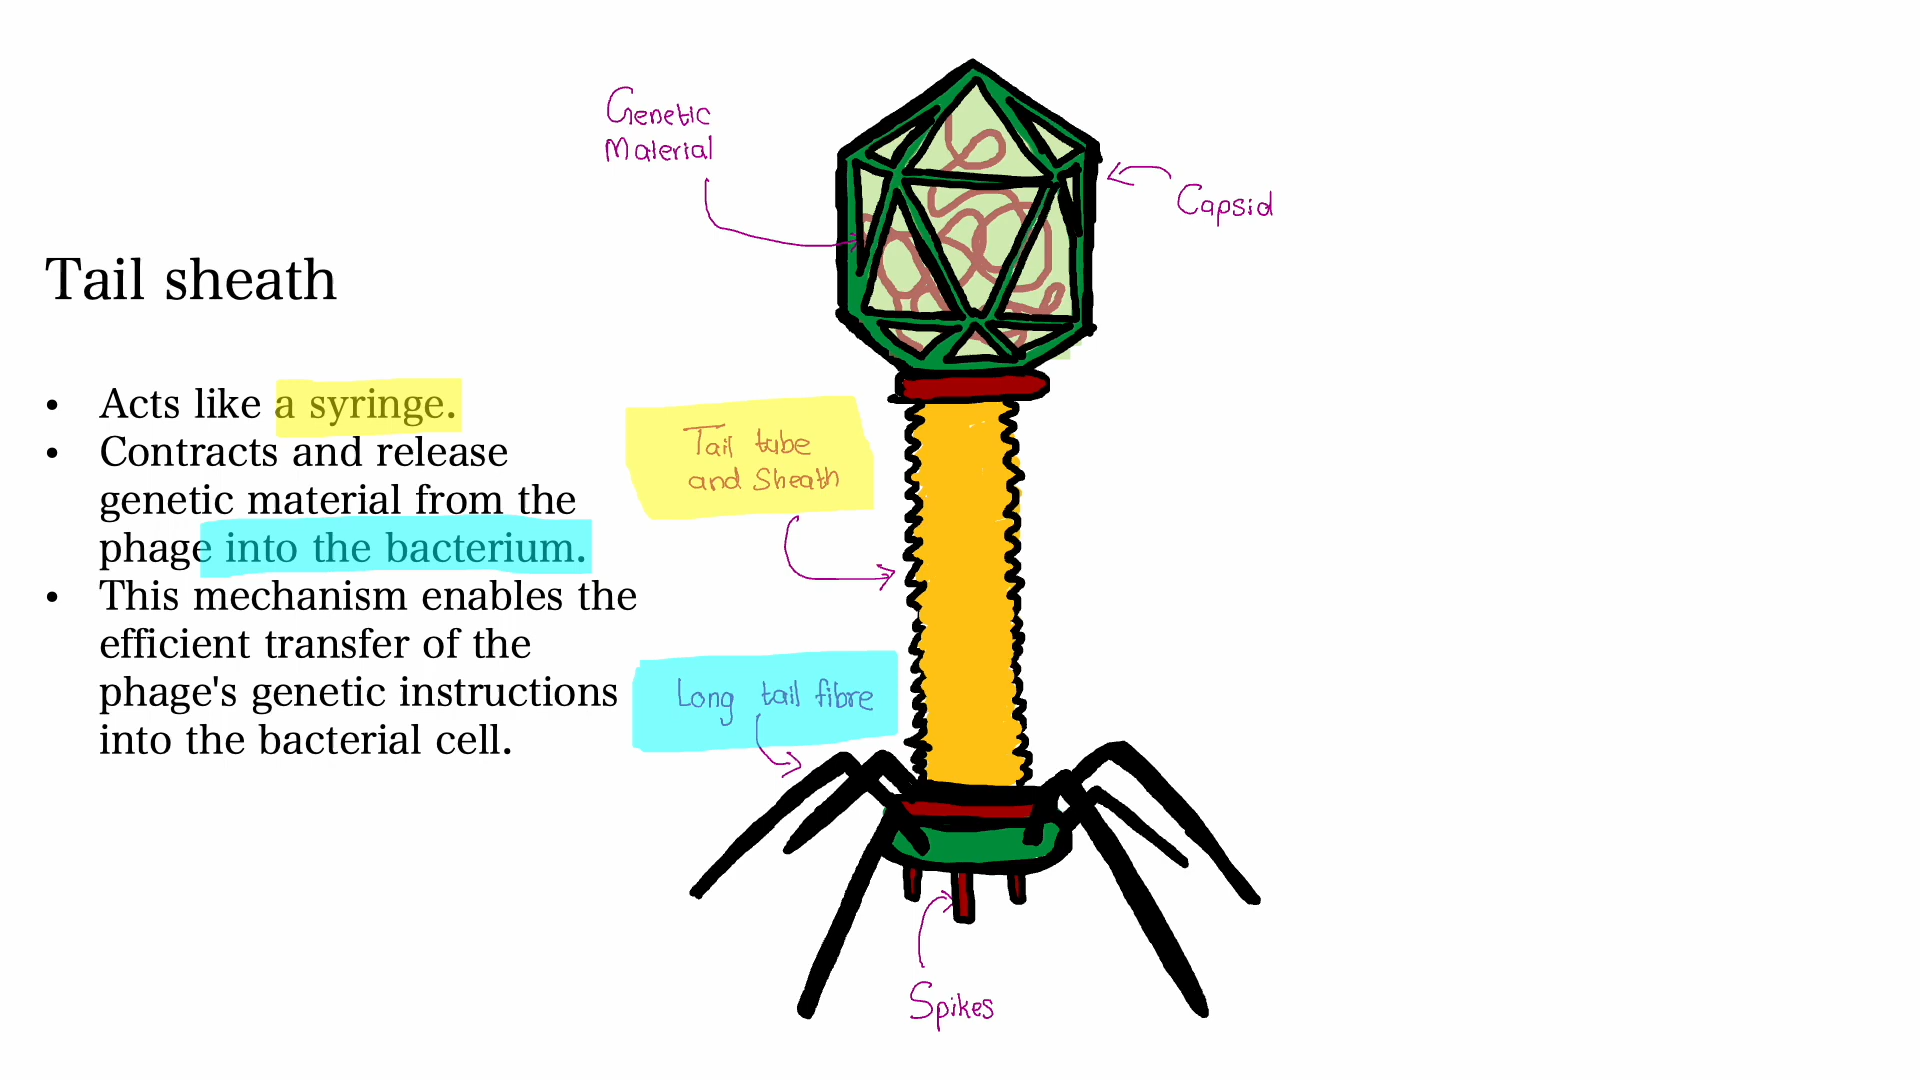 Tail sheath
• Acts like a syringe.
• Contracts and release
genetic material from the
phage into the bacterium.
• This mechanism enables the
efficient transfer of the
phage's genetic instructions
into the bacterial cell.
Genetic
Material
Capsid
Tail tube
and Sheath
Long tail fibre
Spikes